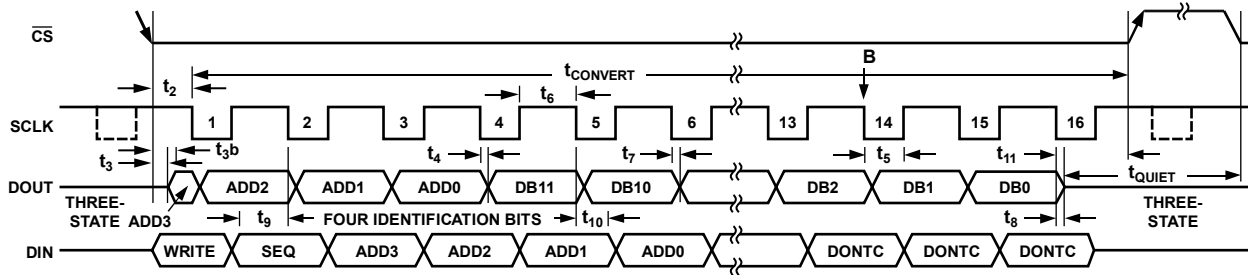 CS
B
tCONVERT
t2
t6
SCLK
1 2 3 4 5 6 13 14 15 16
t3b
t3
t4
t7
t5
t11
tQUIET
DOUT
ADD2 ADD1 ADD0 DB11 DB10 DB2 DB1 DB0
THREE-
STATE ADD3
t9
FOUR IDENTIFICATION BITS
t10
t8
THREE-
STATE
DIN
WRITE SEQ ADD3 ADD2 ADD1 ADD0 DONTC DONTC DONTC